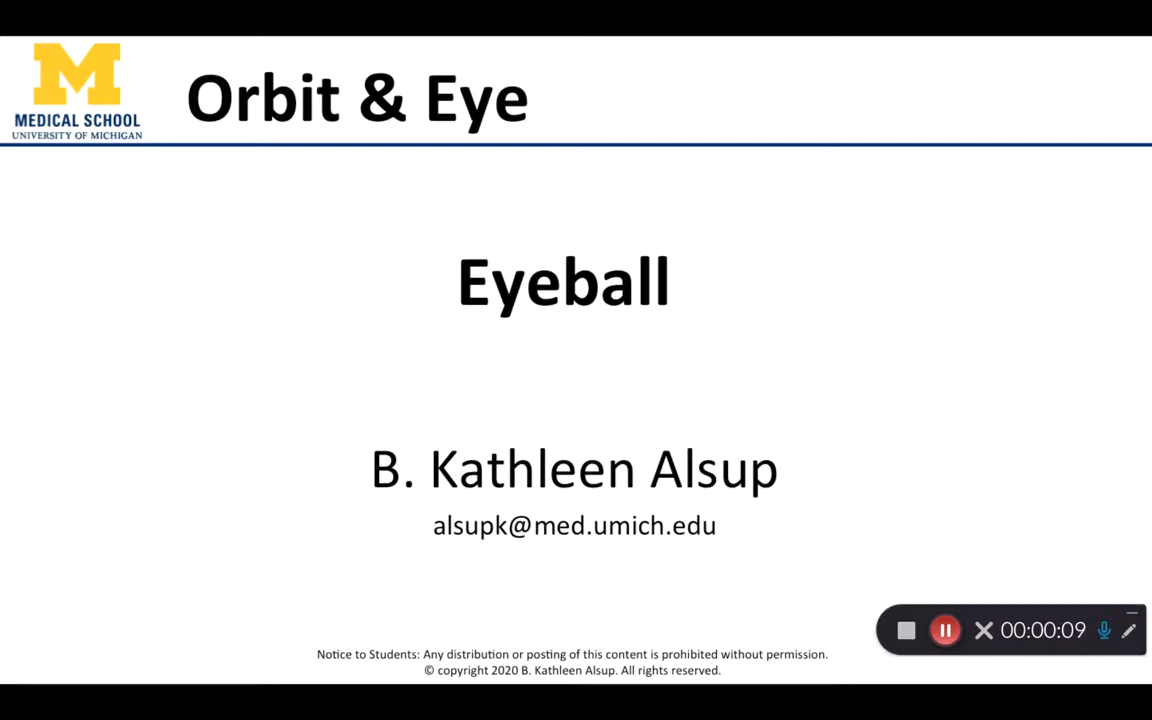 M
MEDICAL SCHOOL
UNIVERSITY OF MICHIGAN
Orbit & Eye
Eyeball
B. Kathleen Alsup
alsupk@med.umich.edu
00:00:09
Notice to Students: Any distribution or posting of this content is prohibited without permission.
© copyright 2020 B. Kathleen Alsup. All rights reserved.